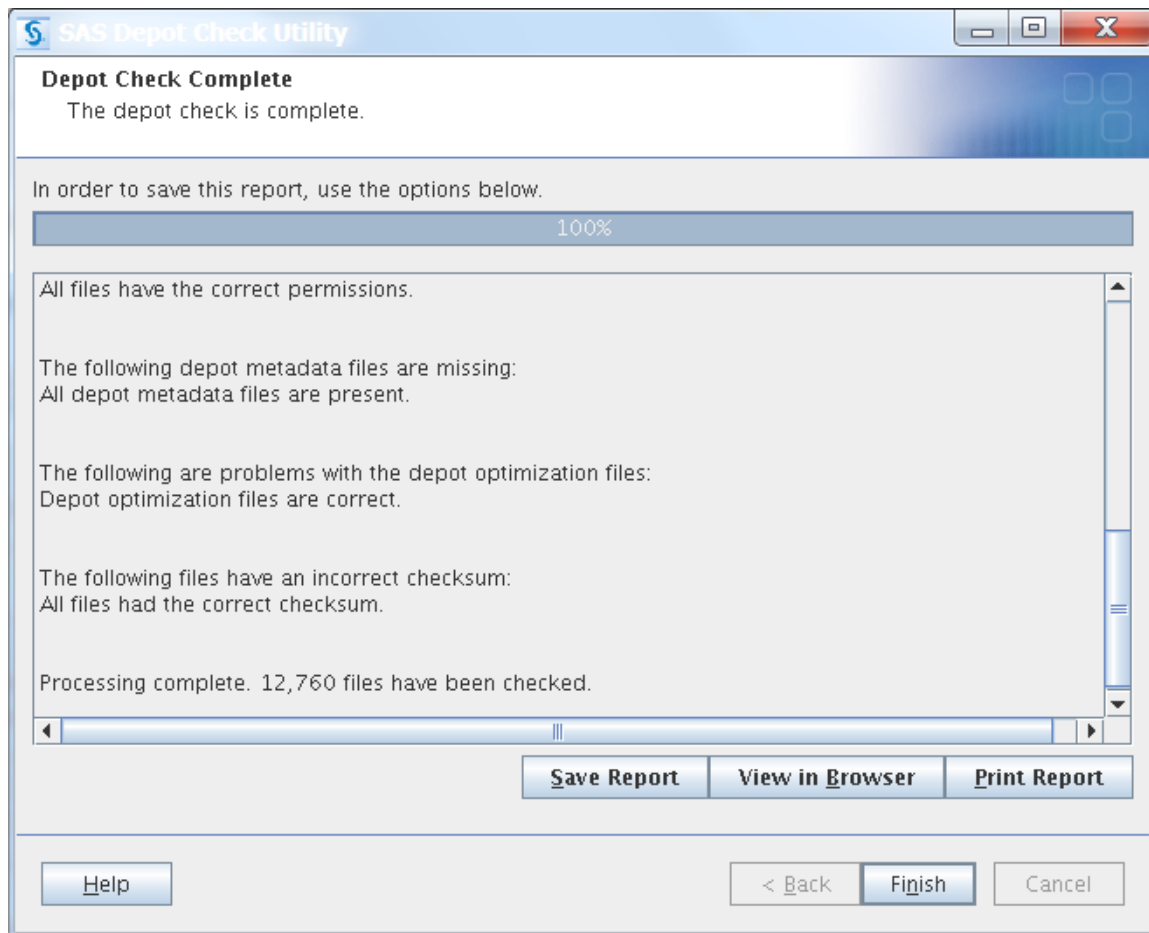 SAS Depot Check Utility
Depot Check Complete
The depot check is complete.
In order to save this report, use the options below.
100%
All files have the correct permissions.
The following depot metadata files are missing:
All depot metadata files are present.
The following are problems with the depot optimization files:
Depot optimization files are correct.
The following files have an incorrect checksum:
All files had the correct checksum.
Processing complete. 12,760 files have been checked.
Save Report View in Browser Print Report
Help < Back Finish Cancel